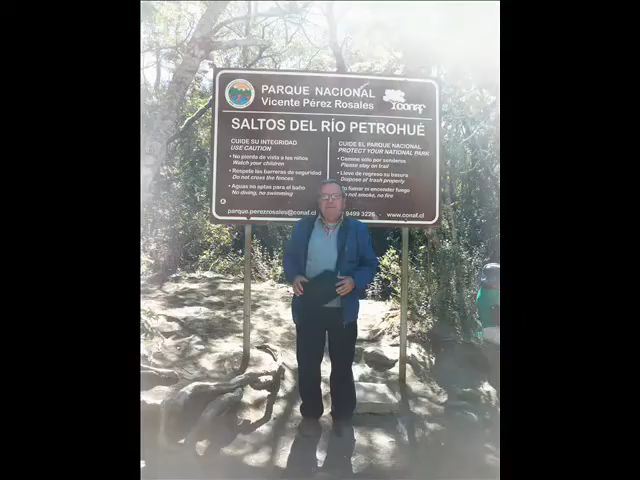 PARQUE NACIONAL
Vicente Pérez Rosales
CONAF
SALTOS DEL RÍO PETROHUÉ
CUIDE SU INTEGRIDAD
USE CAUTION
• No pierda de vista a los niños
Watch your children
• Respete las barreras de seguridad
Do not cross the fences
• Aguas no aptas para el baño
No diving, no swimming
CUIDE EL PARQUE NACIONAL
PROTECT YOUR NATIONAL PARK
• Camine sólo por senderos
Please stay on trail
• Lleve de regreso su basura
Dispose of trash properly
fumar ni encender fuego
not smoke, no fire
parque.perezrosales@conaf.cl 9499 3226 - www.conaf.cl